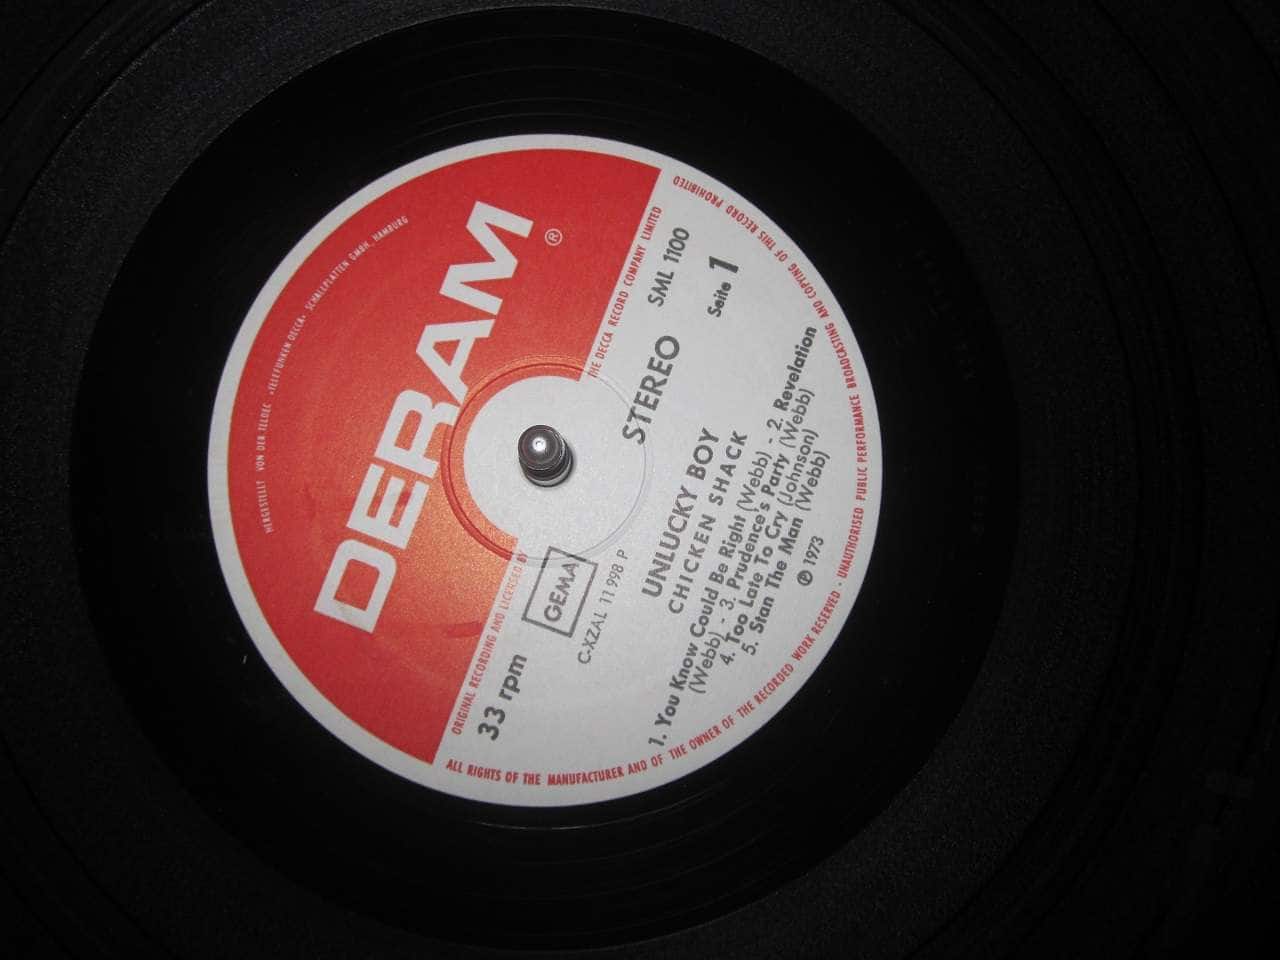 HERGESTELLT VON DER TELDEC »TELEFUNKEN DECCA« SCHALLPLATTEN GMBH, HAMBURG
DERAM
®
ORIGINAL RECORDING AND LICENSED BY
THE DECCA RECORD COMPANY LIMITED
33 rpm
GEMA
STEREO
SML 1100
C-XZAL 11 998 P
Seite 1
UNLUCKY BOY
CHICKEN SHACK
1. You Know Could Be Right (Webb) - 2. Revelation
(Webb) - 3. Prudence's Party (Webb)
4. Too Late To Cry (Johnson)
5. Stan The Man (Webb)
℗ 1973
ALL RIGHTS OF THE MANUFACTURER AND OF THE OWNER OF THE RECORDED WORK RESERVED · UNAUTHORISED PUBLIC PERFORMANCE BROADCASTING AND COPYING OF THIS RECORD PROHIBITED